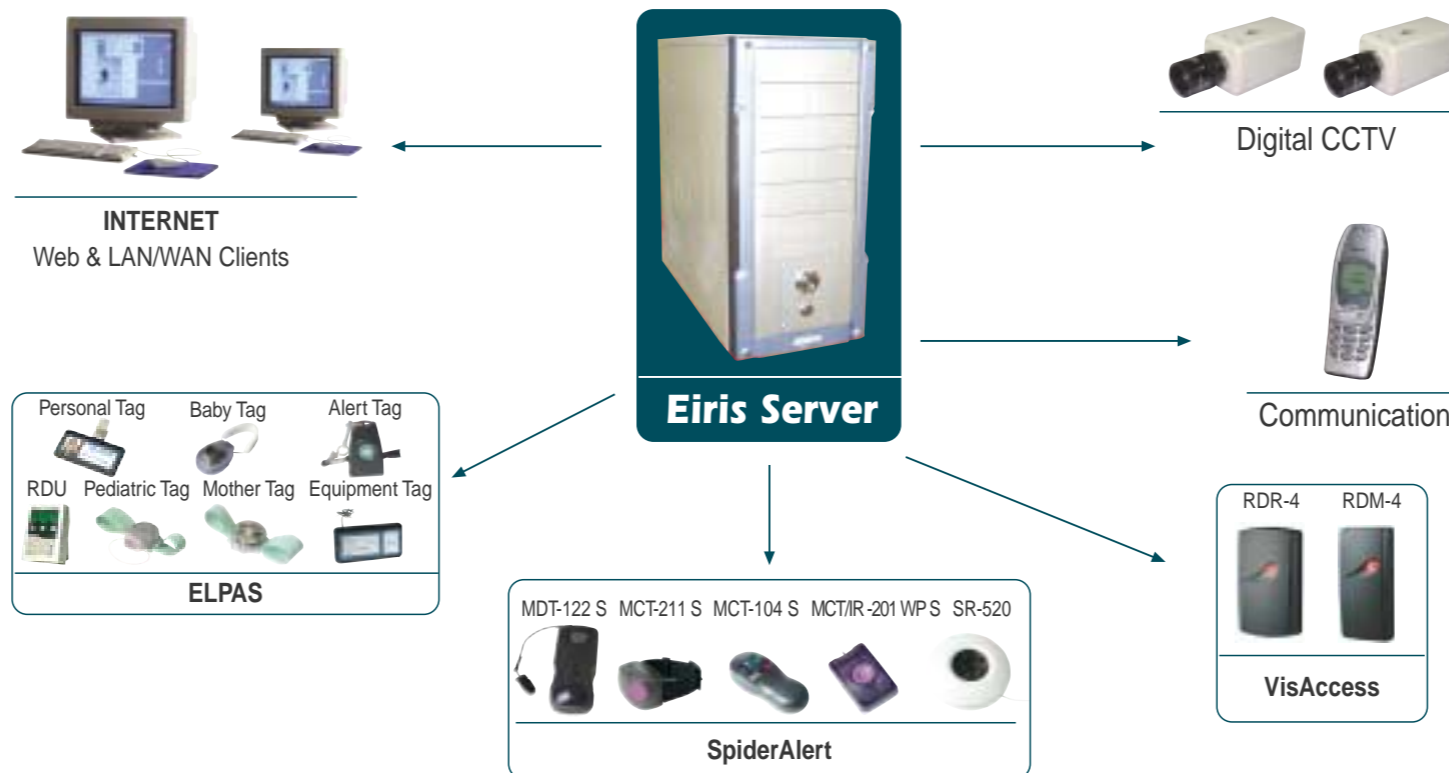 Digital CCTV
INTERNET
Web & LAN/WAN Clients
Eiris Server
Communication
Personal Tag
Baby Tag
Alert Tag
RDU
Pediatric Tag
Mother Tag
Equipment Tag
ELPAS
MDT-122 S
MCT-211 S
MCT-104 S
MCT/IR-201 WP S
SR-520
SpiderAlert
RDR-4
RDM-4
VisAccess